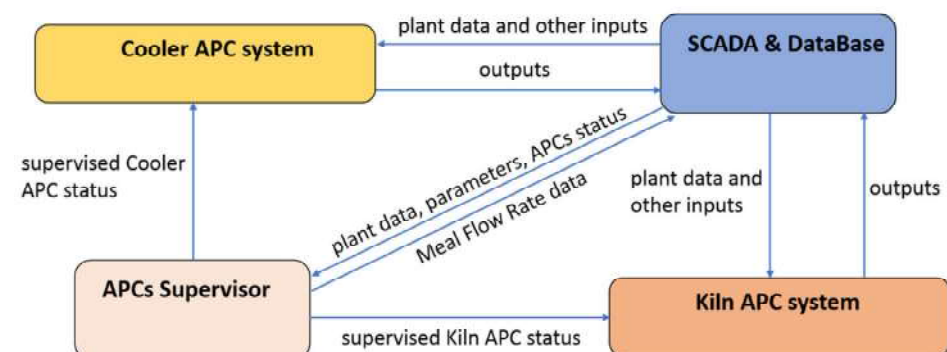 plant data and other inputs
Cooler APC system
SCADA & DataBase
outputs
supervised Cooler
APC status
plant data, parameters, APCs status
Meal Flow Rate data
plant data and
other inputs
outputs
APCs Supervisor
Kiln APC system
supervised Kiln APC status